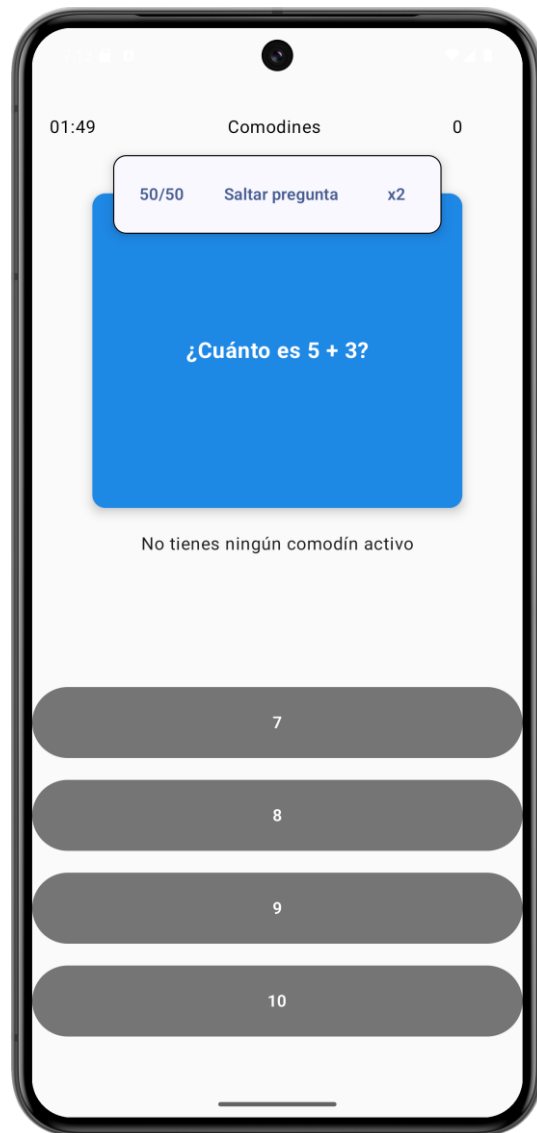 01:49 Comodines 0
50/50 Saltar pregunta x2
¿Cuánto es 5 + 3?
No tienes ningún comodín activo
7
8
9
10